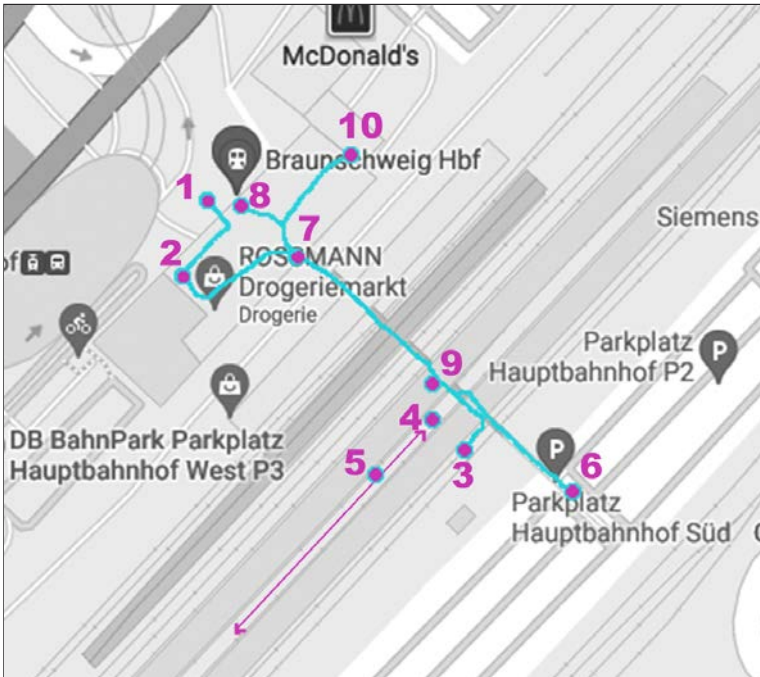 McDonald's
10
Braunschweig Hbf
1
8
Siemens
7
2
of
ROSSMANN
Drogeriemarkt
Drogerie
Parkplatz
Hauptbahnhof P2
P
9
4
DB BahnPark Parkplatz
Hauptbahnhof West P3
5
3
P
6
Parkplatz
Hauptbahnhof Süd